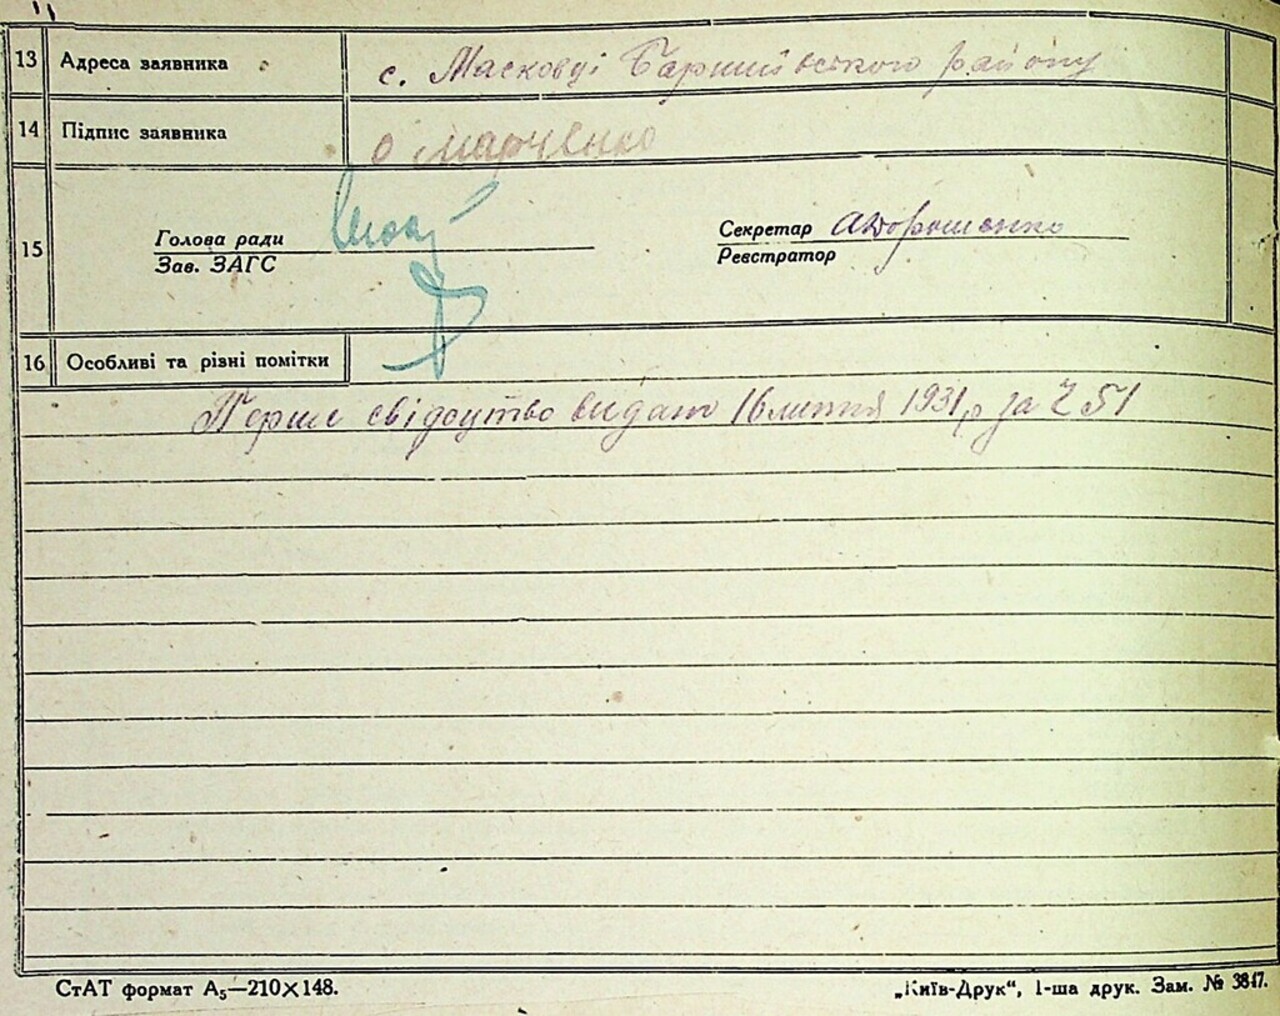 13 Адреса заявника с. Масковці Баришівського району
14 Підпис заявника О Марченко
15 Голова ради Секретар АДорошенко
Зав. ЗАГС Реєстратор
16 Особливі та різні помітки
Перше свідоцтво видано 16 липня 1931 р за Ч 51
СтАТ формат А₅—210×148. „Київ-Друк“, 1-ша друк. Зам. № 3847.